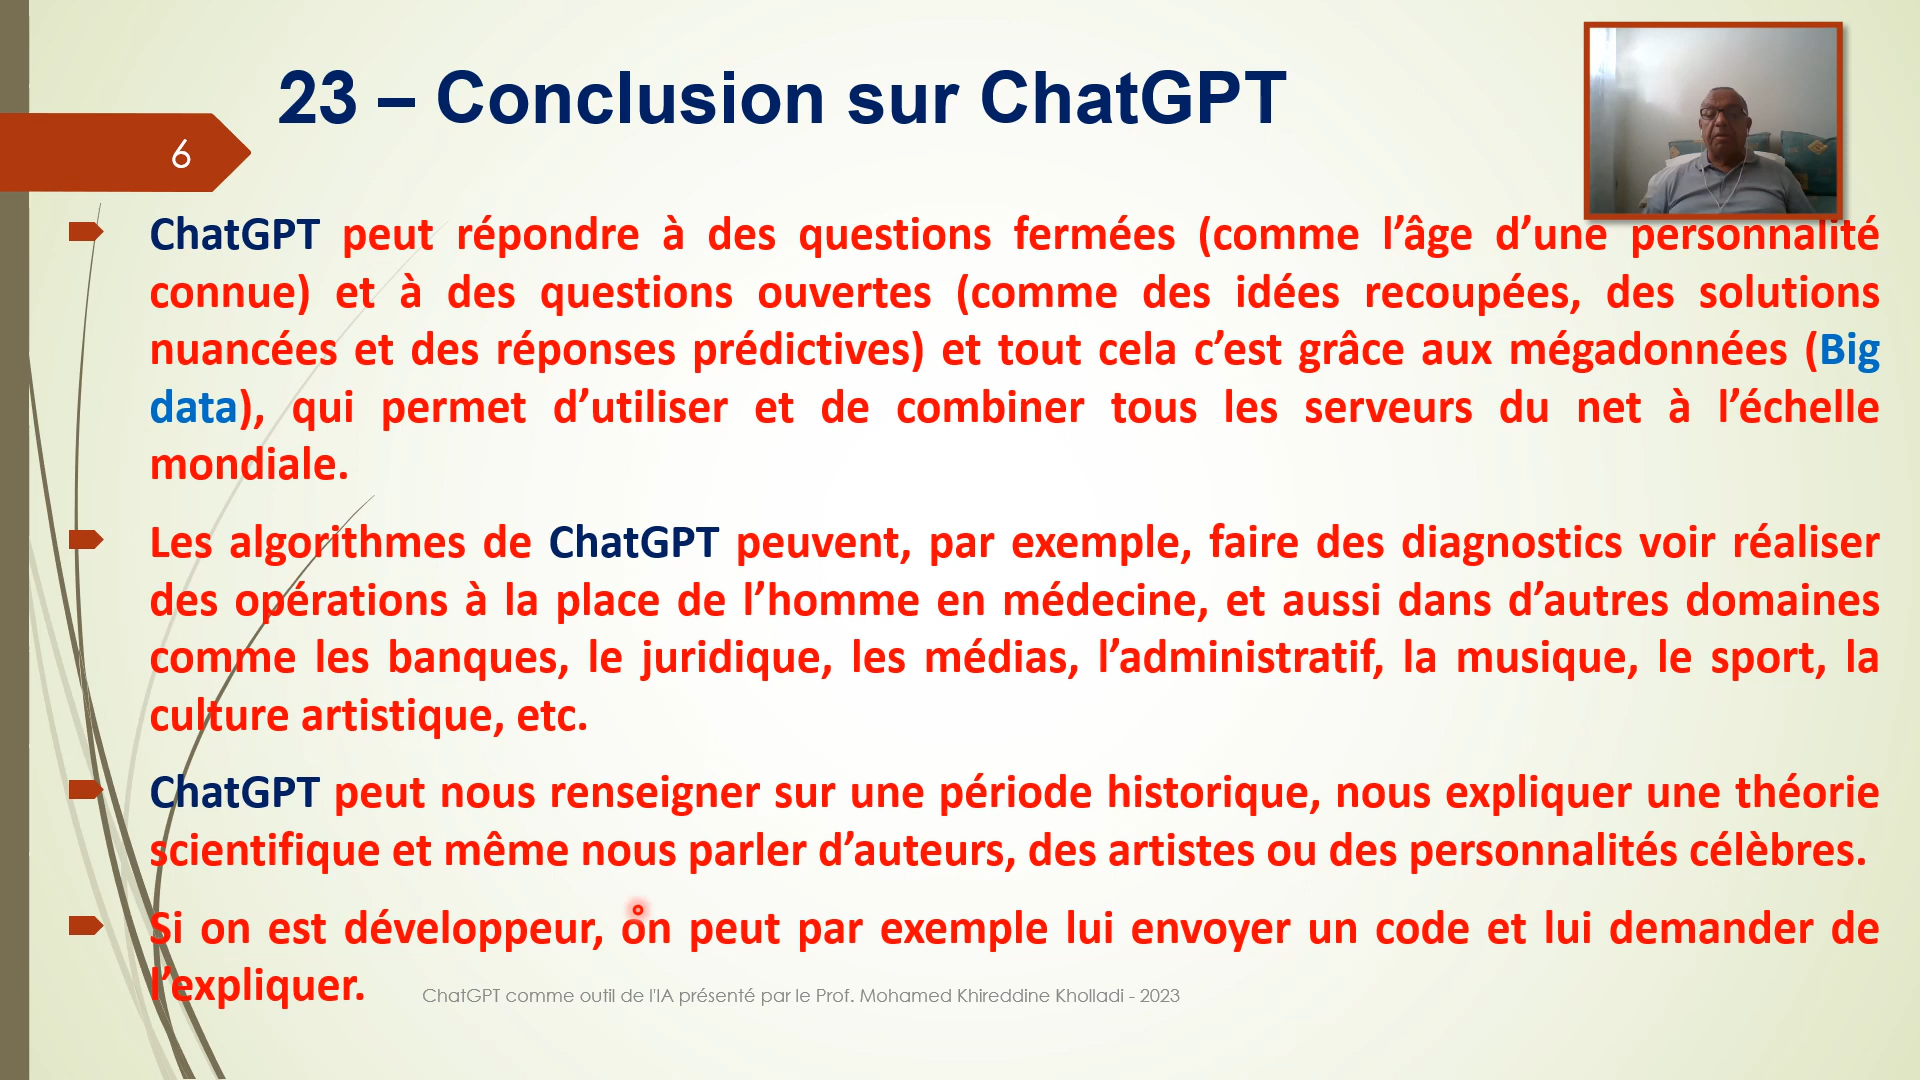 23 – Conclusion sur ChatGPT
6
ChatGPT peut répondre à des questions fermées (comme l’âge d’une personnalité
connue) et à des questions ouvertes (comme des idées recoupées, des solutions
nuancées et des réponses prédictives) et tout cela c’est grâce aux mégadonnées (Big
data), qui permet d’utiliser et de combiner tous les serveurs du net à l’échelle
mondiale.
Les algorithmes de ChatGPT peuvent, par exemple, faire des diagnostics voir réaliser
des opérations à la place de l’homme en médecine, et aussi dans d’autres domaines
comme les banques, le juridique, les médias, l’administratif, la musique, le sport, la
culture artistique, etc.
ChatGPT peut nous renseigner sur une période historique, nous expliquer une théorie
scientifique et même nous parler d’auteurs, des artistes ou des personnalités célèbres.
Si on est développeur, on peut par exemple lui envoyer un code et lui demander de
l’expliquer.
ChatGPT comme outil de l'IA présenté par le Prof. Mohamed Khireddine Kholladi - 2023